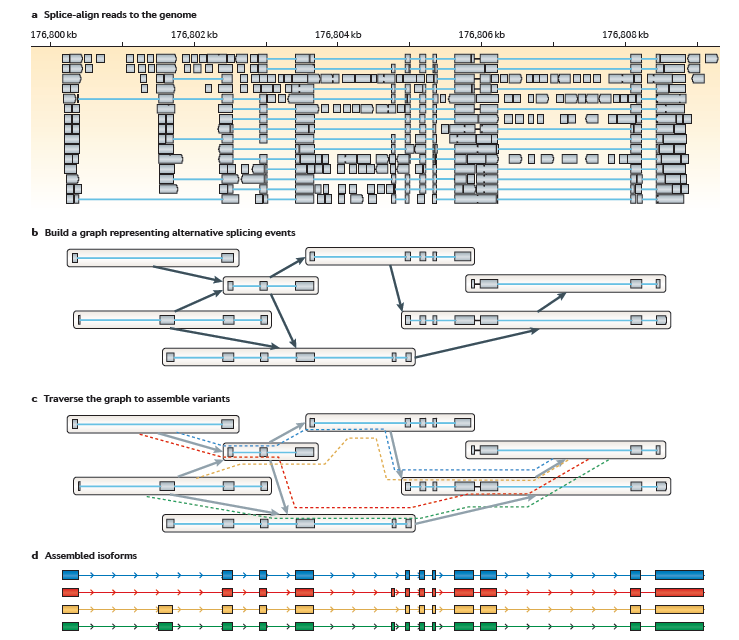 a Splice-align reads to the genome
176,800 kb 176,802 kb 176,804 kb 176,806 kb 176,808 kb
b Build a graph representing alternative splicing events
c Traverse the graph to assemble variants
d Assembled isoforms